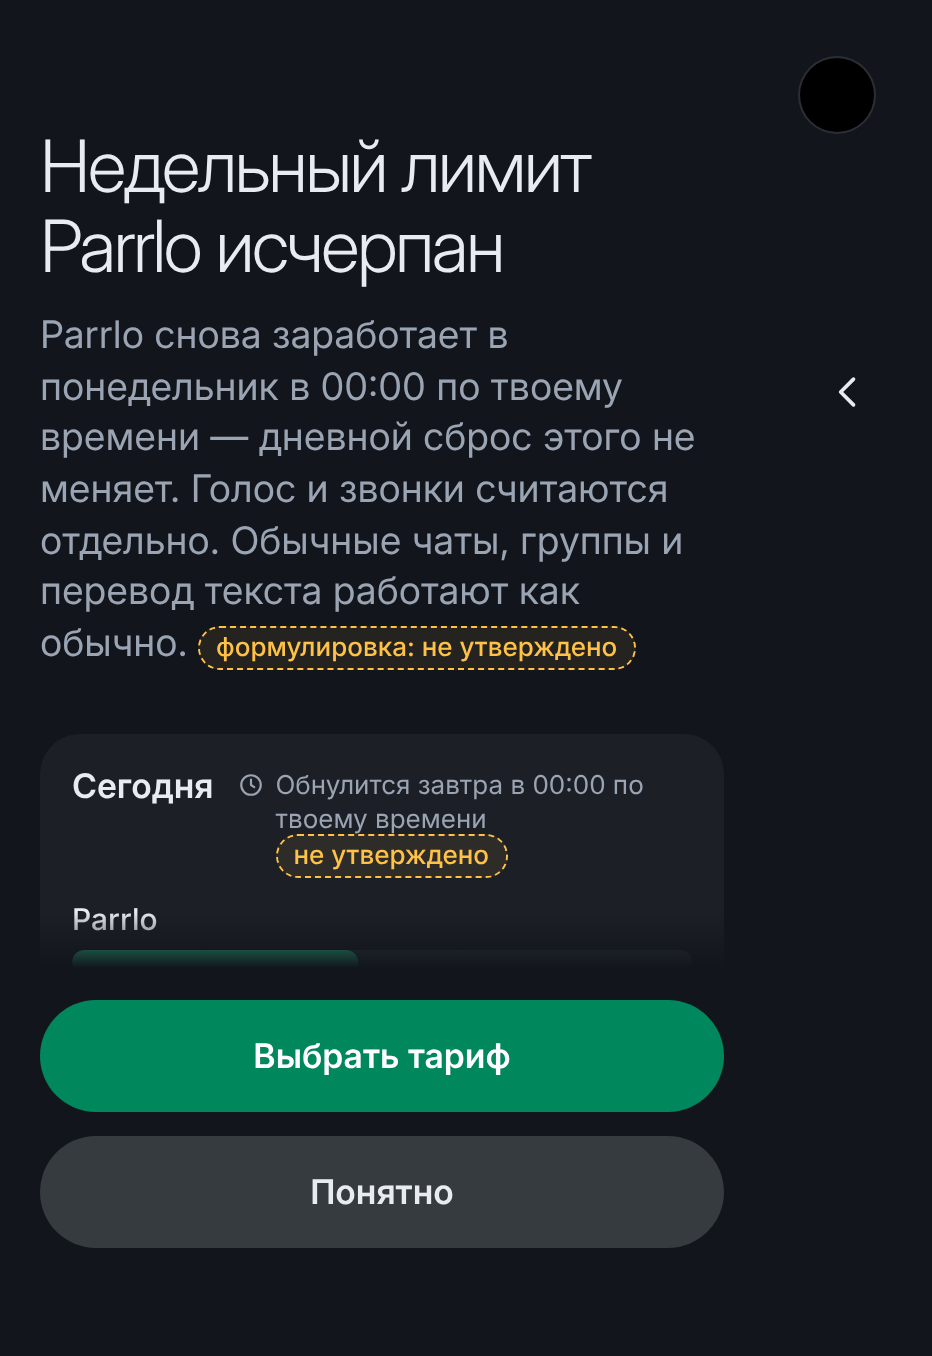 Недельный лимит
Parrlo исчерпан
Parrlo снова заработает в
понедельник в 00:00 по твоему
времени — дневной сброс этого не
меняет. Голос и звонки считаются
отдельно. Обычные чаты, группы и
перевод текста работают как
обычно. формулировка: не утверждено
Сегодня Обнулится завтра в 00:00 по
твоему времени
не утверждено
Parrlo
Выбрать тариф
Понятно